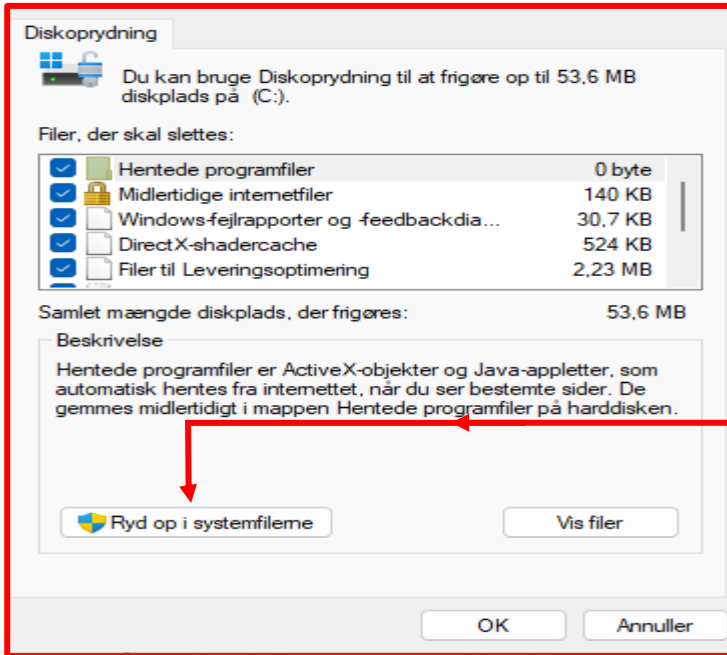 Diskoprydning
Du kan bruge Diskoprydning til at frigøre op til 53,6 MB
diskplads på (C:).
Filer, der skal slettes:
Hentede programfiler 0 byte
Midlertidige internetfiler 140 KB
Windows-fejlrapporter og -feedbackdia... 30,7 KB
DirectX-shadercache 524 KB
Filer til Leveringsoptimering 2,23 MB
Samlet mængde diskplads, der frigøres: 53,6 MB
Beskrivelse
Hentede programfiler er ActiveX-objekter og Java-appletter, som
automatisk hentes fra internettet, når du ser bestemte sider. De
gemmes midlertidigt i mappen Hentede programfiler på harddisken.
Ryd op i systemfilerne Vis filer
OK Annuller